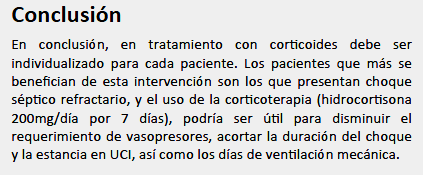 Conclusión
En conclusión, en tratamiento con corticoides debe ser
individualizado para cada paciente. Los pacientes que más se
benefician de esta intervención son los que presentan choque
séptico refractario, y el uso de la corticoterapia (hidrocortisona
200mg/día por 7 días), podría ser útil para disminuir el
requerimiento de vasopresores, acortar la duración del choque
y la estancia en UCI, así como los días de ventilación mecánica.